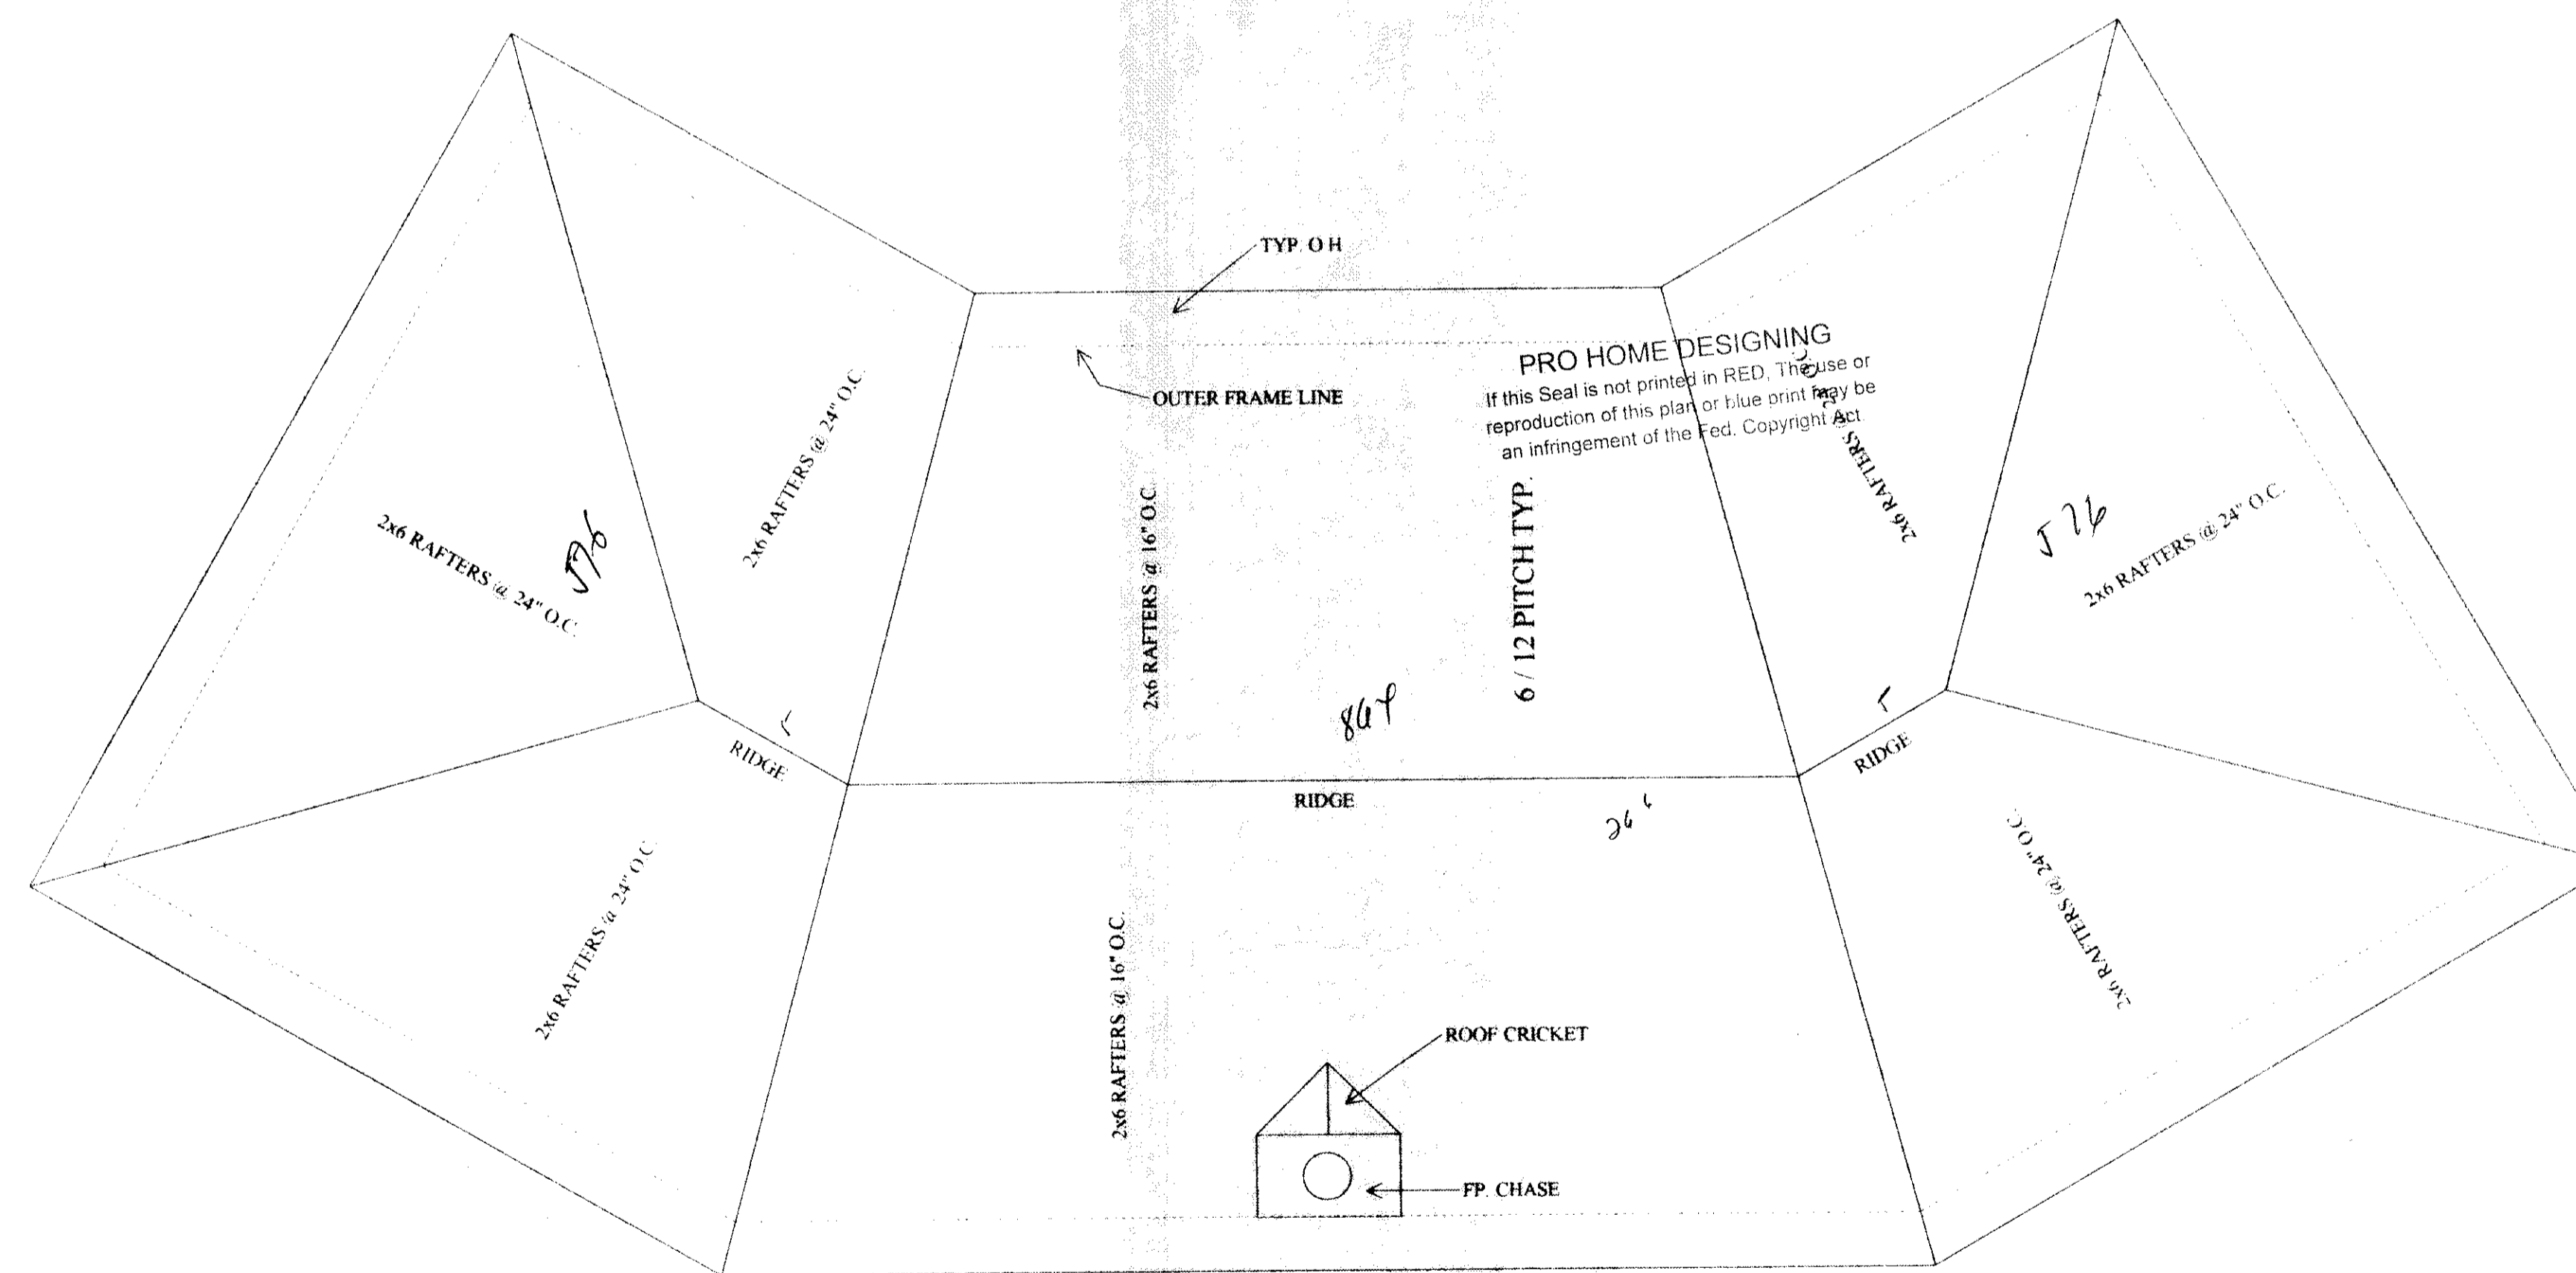 TYP. O H
OUTER FRAME LINE
PRO HOME DESIGNING
If this Seal is not printed in RED, The use or
reproduction of this plan or blue print may be
an infringement of the Fed. Copyright Act
2x6 RAFTERS @ 24" O.C.
2x6 RAFTERS @ 24" O.C.
2x6 RAFTERS @ 16" O.C.
6 / 12 PITCH TYP.
2x6 RAFTERS
2x6 RAFTERS @ 24" O.C.
576
RIDGE
RIDGE
RIDGE
26'
2x6 RAFTERS @ 24" O.C.
2x6 RAFTERS @ 16" O.C.
2x6 RAFTERS @ 24" O.C.
ROOF CRICKET
FP. CHASE